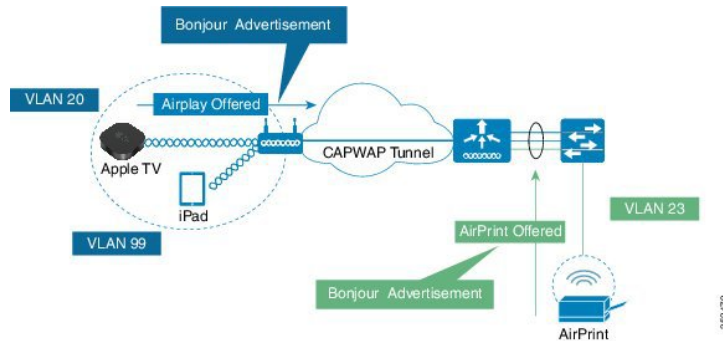 Bonjour Advertisement
VLAN 20
Airplay Offered
Apple TV
CAPWAP Tunnel
iPad
VLAN 99
VLAN 23
AirPrint Offered
Bonjour Advertisement
AirPrint